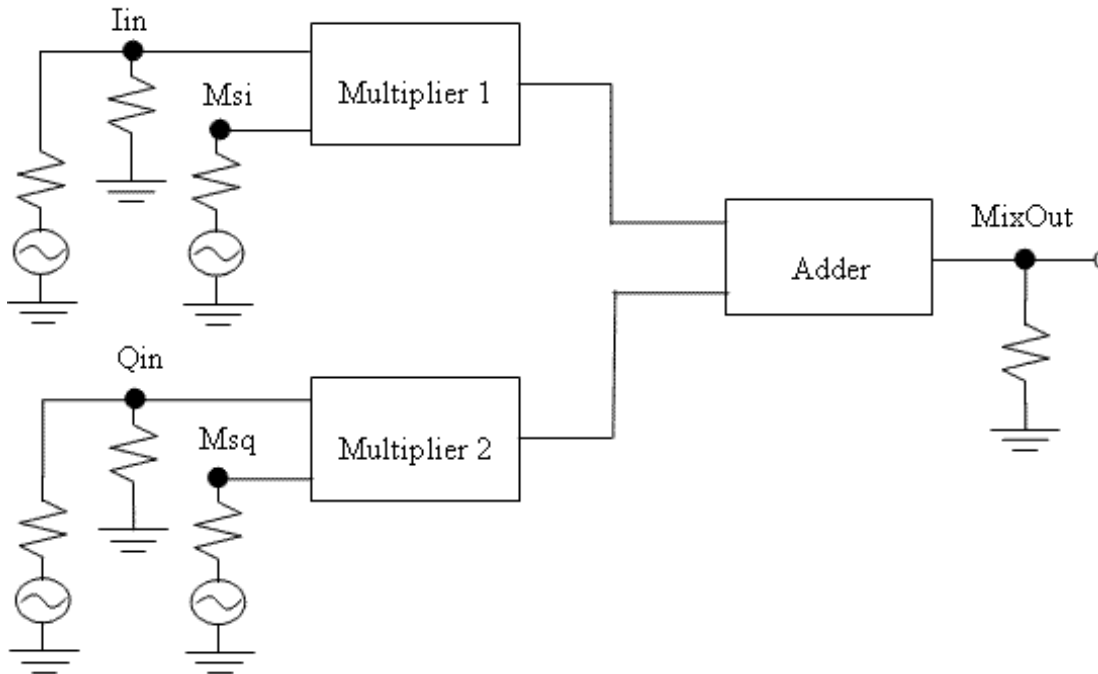 Iin
Msi
Multiplier 1
MixOut
Adder
Qin
Msq
Multiplier 2